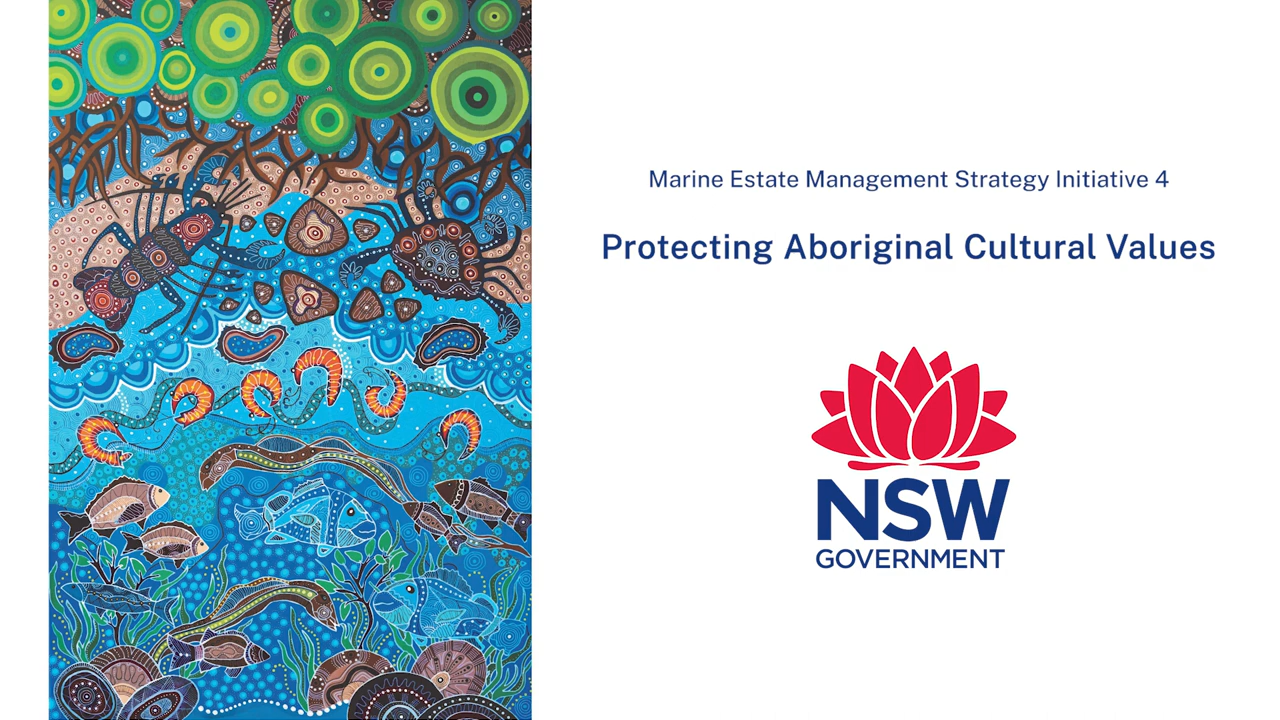 Marine Estate Management Strategy Initiative 4
Protecting Aboriginal Cultural Values
NSW
GOVERNMENT